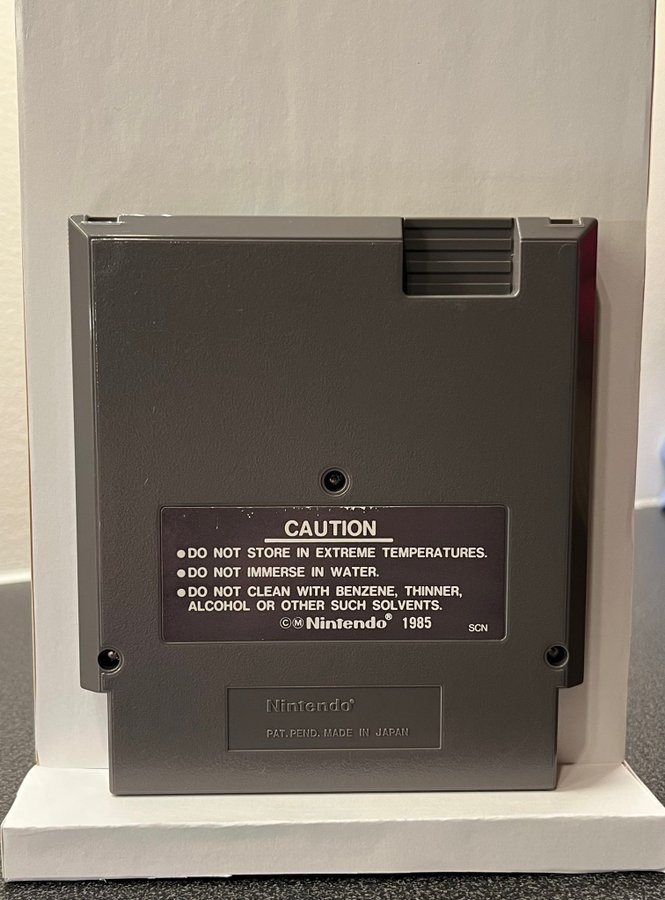 CAUTION
●DO NOT STORE IN EXTREME TEMPERATURES.
●DO NOT IMMERSE IN WATER.
●DO NOT CLEAN WITH BENZENE, THINNER,
ALCOHOL OR OTHER SUCH SOLVENTS.
©Ⓜ Nintendo® 1985
SCN
Nintendo®
PAT. PEND. MADE IN JAPAN